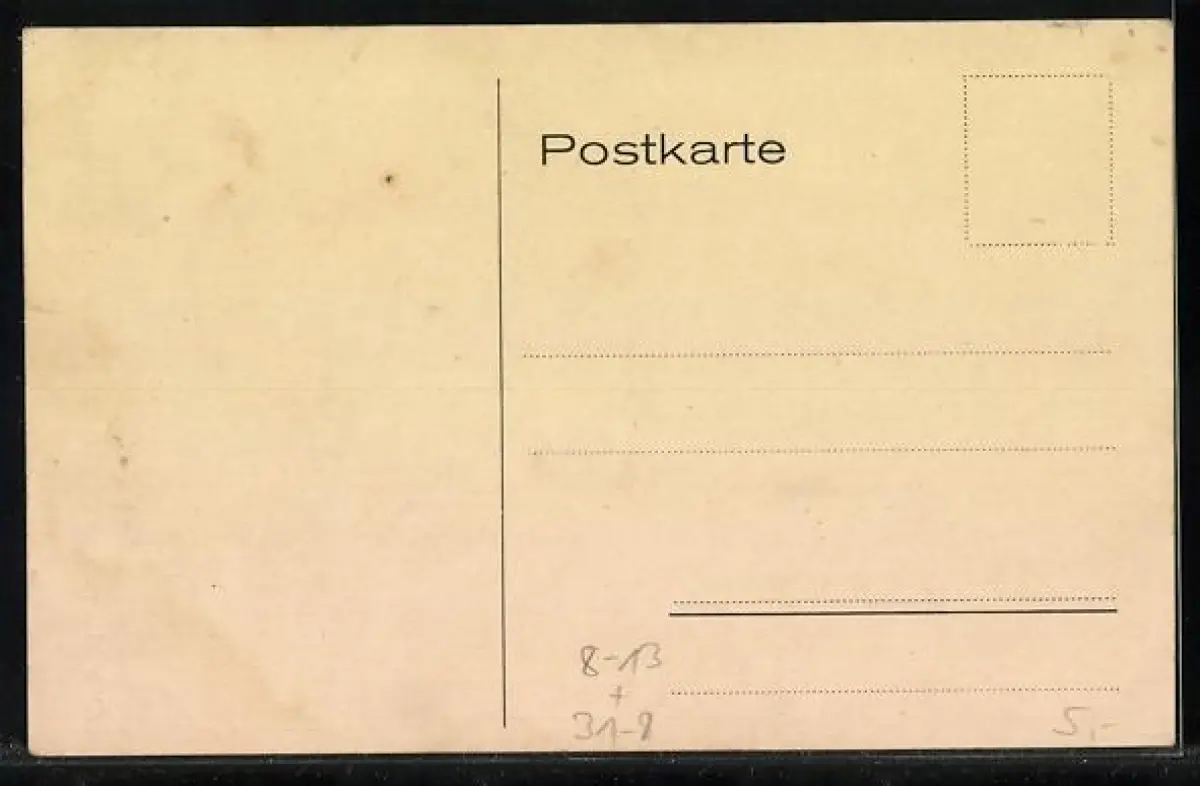 Postkarte
8-13
+
31-8
5,-